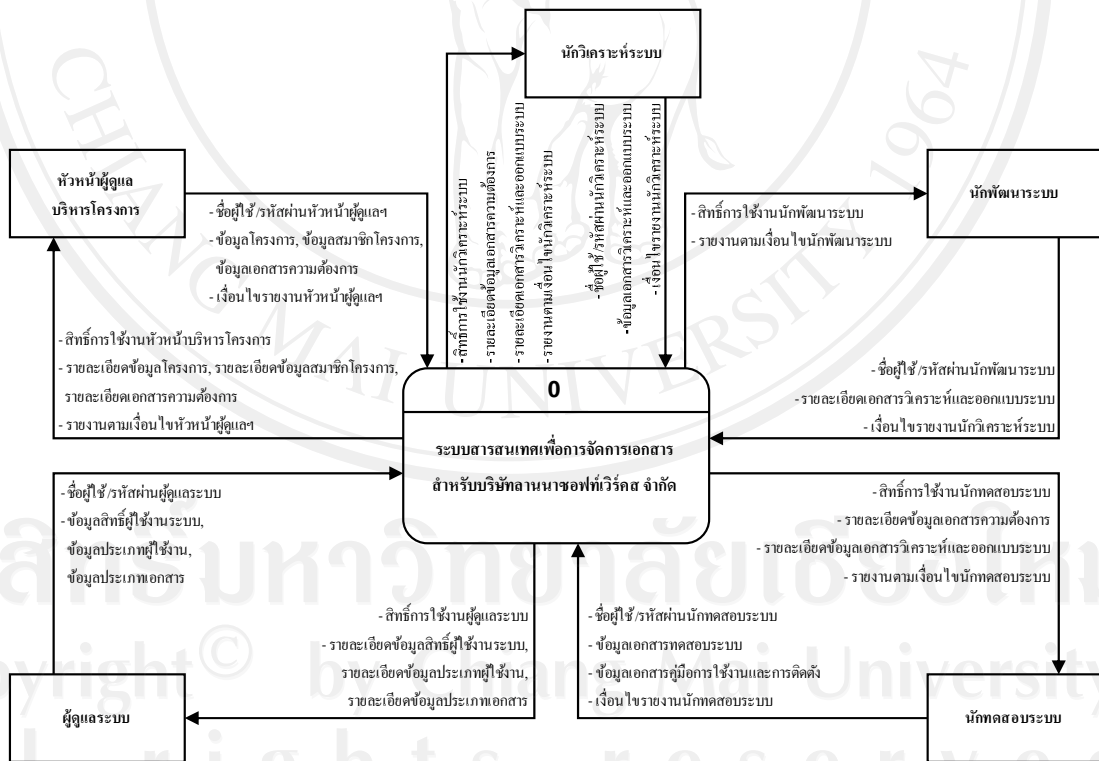 นักวิเคราะห์ระบบ
หัวหน้าผู้ดูแล
บริหารโครงการ
นักพัฒนาระบบ
- ชื่อผู้ใช้/รหัสผ่านหัวหน้าผู้ดูแลฯ
- ข้อมูลโครงการ, ข้อมูลสมาชิกโครงการ,
ข้อมูลเอกสารความต้องการ
- เงื่อนไขรายงานหัวหน้าผู้ดูแลฯ
- สิทธิ์การใช้งานหัวหน้าบริหารโครงการ
- รายละเอียดข้อมูลโครงการ, รายละเอียดข้อมูลสมาชิกโครงการ,
รายละเอียดเอกสารความต้องการ
- รายงานตามเงื่อนไขหัวหน้าผู้ดูแลฯ
- สิทธิ์การใช้งานนักวิเคราะห์ระบบ
- รายละเอียดข้อมูลเอกสารความต้องการ
- รายละเอียดเอกสารวิเคราะห์และออกแบบระบบ
- รายงานตามเงื่อนไขนักวิเคราะห์ระบบ
- ชื่อผู้ใช้/รหัสผ่านนักวิเคราะห์ระบบ
- ข้อมูลเอกสารวิเคราะห์และออกแบบระบบ
- เงื่อนไขรายงานนักวิเคราะห์ระบบ
- สิทธิ์การใช้งานนักพัฒนาระบบ
- รายงานตามเงื่อนไขนักพัฒนาระบบ
- ชื่อผู้ใช้/รหัสผ่านนักพัฒนาระบบ
- รายละเอียดเอกสารวิเคราะห์และออกแบบระบบ
- เงื่อนไขรายงานนักวิเคราะห์ระบบ
0
ระบบสารสนเทศเพื่อการจัดการเอกสาร
สำหรับบริษัทลานนาซอฟท์เวิร์คส จำกัด
- ชื่อผู้ใช้/รหัสผ่านผู้ดูแลระบบ
- ข้อมูลสิทธิ์ผู้ใช้งานระบบ,
ข้อมูลประเภทผู้ใช้งาน,
ข้อมูลประเภทเอกสาร
- สิทธิ์การใช้งานผู้ดูแลระบบ
- รายละเอียดข้อมูลสิทธิ์ผู้ใช้งานระบบ,
รายละเอียดข้อมูลประเภทผู้ใช้งาน,
รายละเอียดข้อมูลประเภทเอกสาร
- สิทธิ์การใช้งานนักทดสอบระบบ
- รายละเอียดข้อมูลเอกสารความต้องการ
- รายละเอียดข้อมูลเอกสารวิเคราะห์และออกแบบระบบ
- รายงานตามเงื่อนไขนักทดสอบระบบ
- ชื่อผู้ใช้/รหัสผ่านนักทดสอบระบบ
- ข้อมูลเอกสารทดสอบระบบ
- ข้อมูลเอกสารคู่มือการใช้งานและการติดตั้ง
- เงื่อนไขรายงานนักทดสอบระบบ
ผู้ดูแลระบบ
นักทดสอบระบบ
CHIANG MAI UNIVERSITY 1964
สิทธิ์มหาวิทยาลัยเชียงให
opyright © by Chiang Mai University
l rights reserved